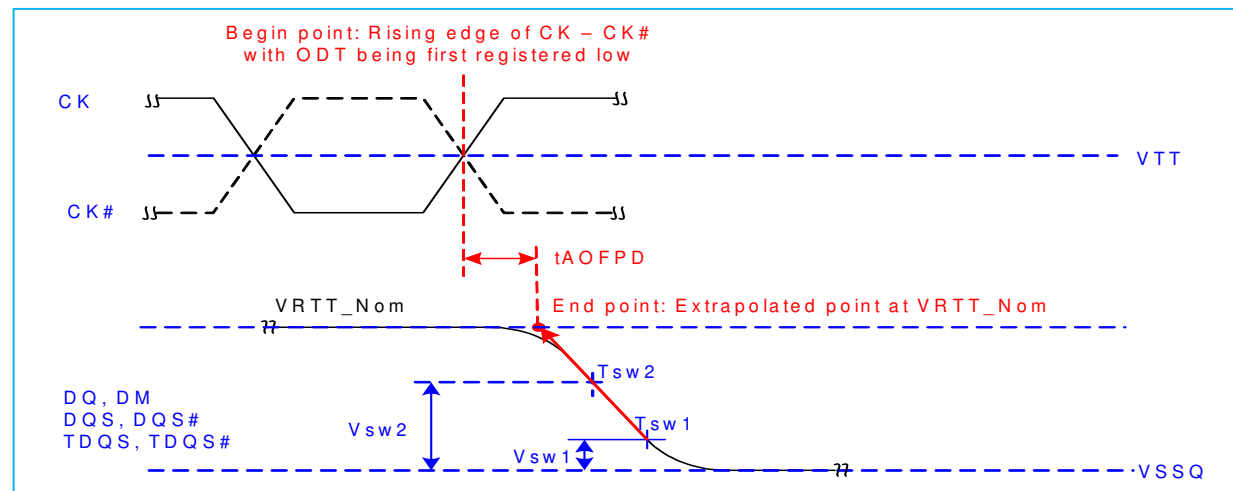 Begin point: Rising edge of CK – CK#
with ODT being first registered low
CK
VTT
CK#
tAOFPD
VRTT_Nom
End point: Extrapolated point at VRTT_Nom
Tsw2
DQ, DM
DQS, DQS#
TDQS, TDQS#
Vsw2
Tsw1
Vsw1
VSSQ